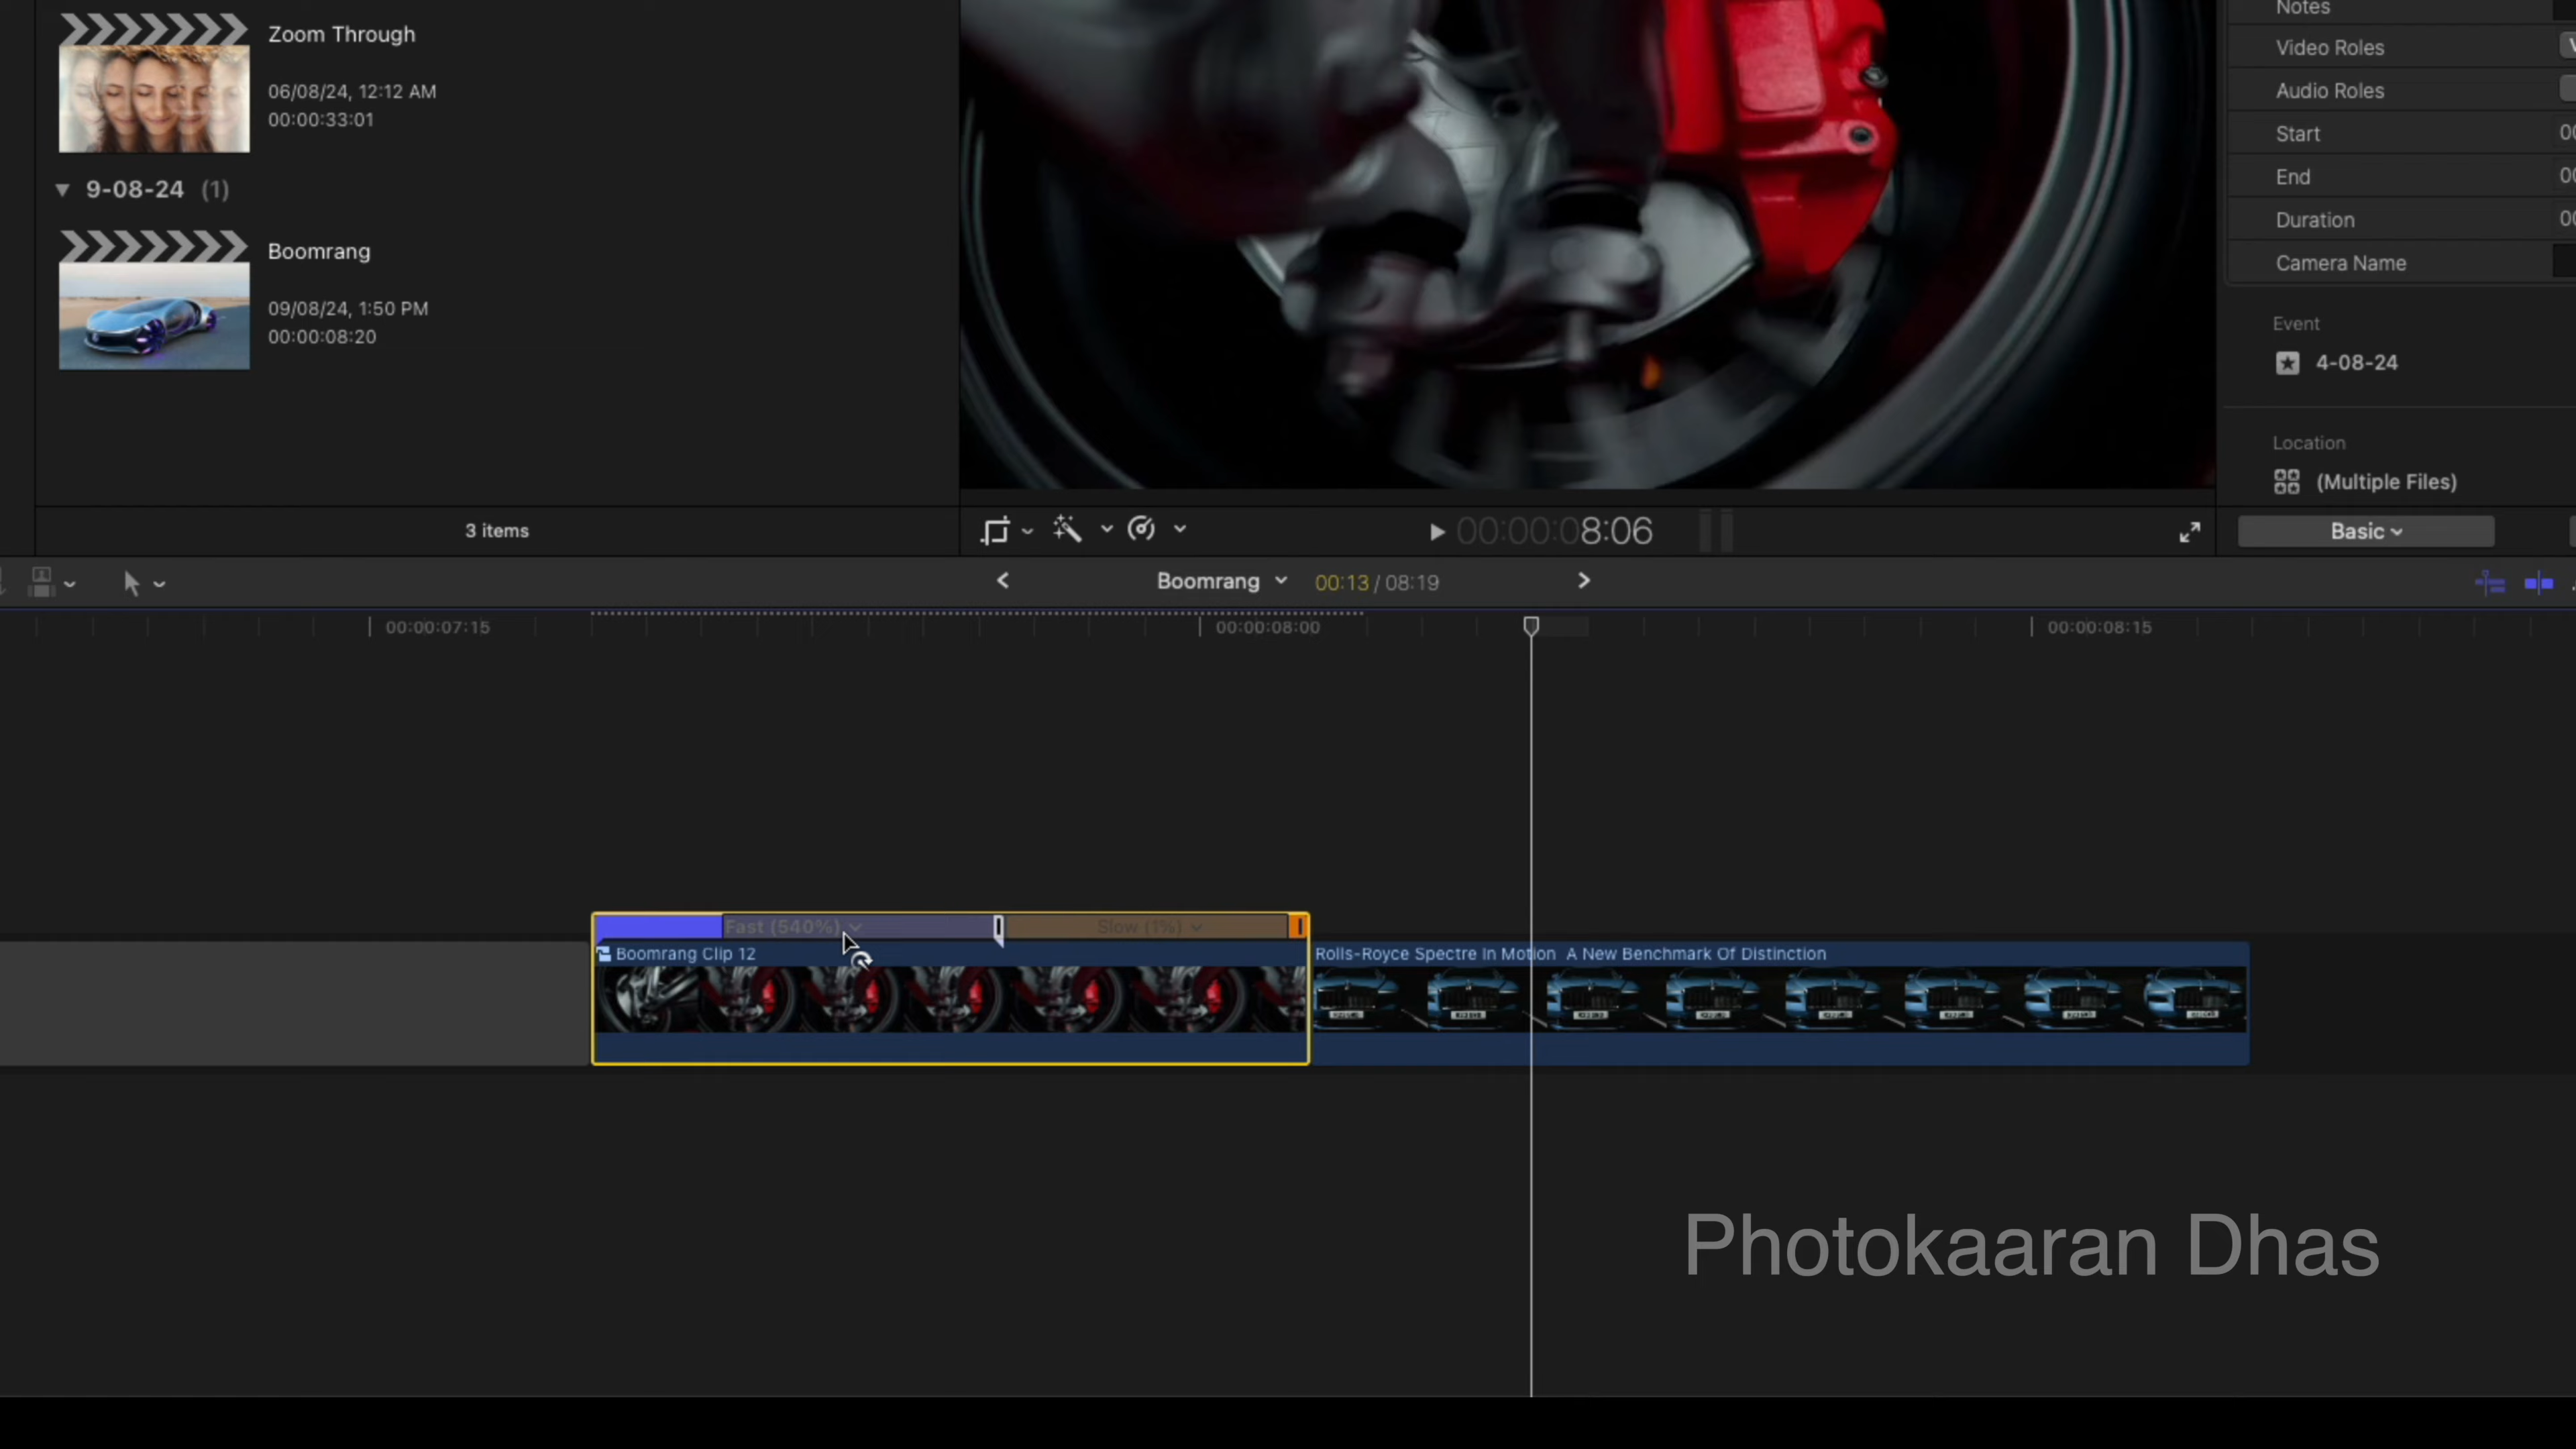 Zoom Through
06/08/24, 12:12 AM
00:00:33:01
9-08-24 (1)
Boomrang
09/08/24, 1:50 PM
00:00:08:20
3 items
Notes
Video Roles
Audio Roles
Start
End
Duration
Camera Name
Event
4-08-24
Location
(Multiple Files)
Basic
00:00:08:06
Boomrang
00:13 / 08:19
00:00:07:15
00:00:08:00
00:00:08:15
Fast (540%)
Slow (1%)
Boomrang Clip 12
Rolls-Royce Spectre In Motion A New Benchmark Of Distinction
Photokaaran Dhas